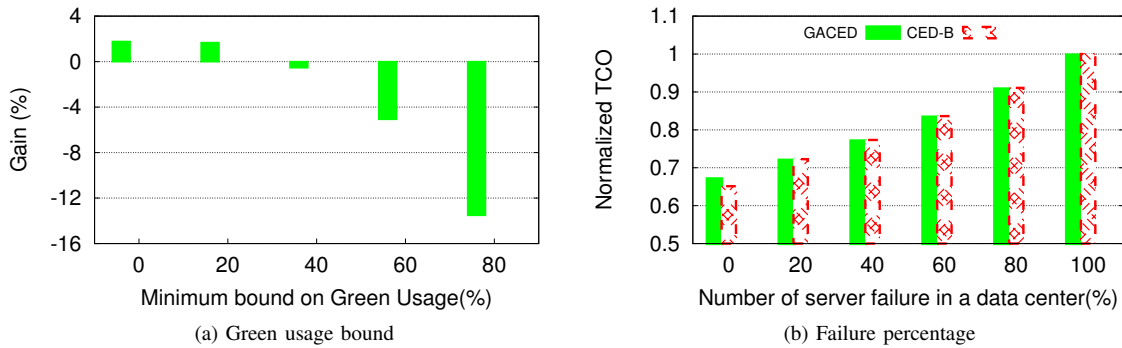 4
0
-4
-8
-12
-16
Gain (%)
0 20 40 60 80
Minimum bound on Green Usage(%)
(a) Green usage bound
1.1
1
0.9
0.8
0.7
0.6
0.5
Normalized TCO
GACED CED-B
0 20 40 60 80 100
Number of server failure in a data center(%)
(b) Failure percentage